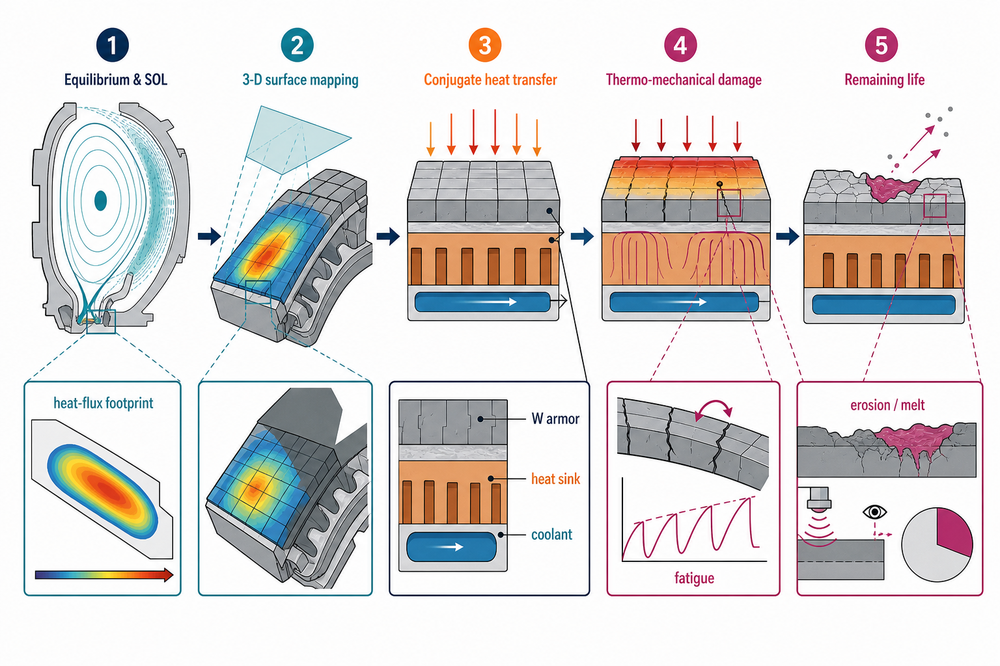 1
Equilibrium & SOL
2
3-D surface mapping
3
Conjugate heat transfer
4
Thermo-mechanical damage
5
Remaining life
heat-flux footprint
W armor
heat sink
coolant
fatigue
erosion / melt